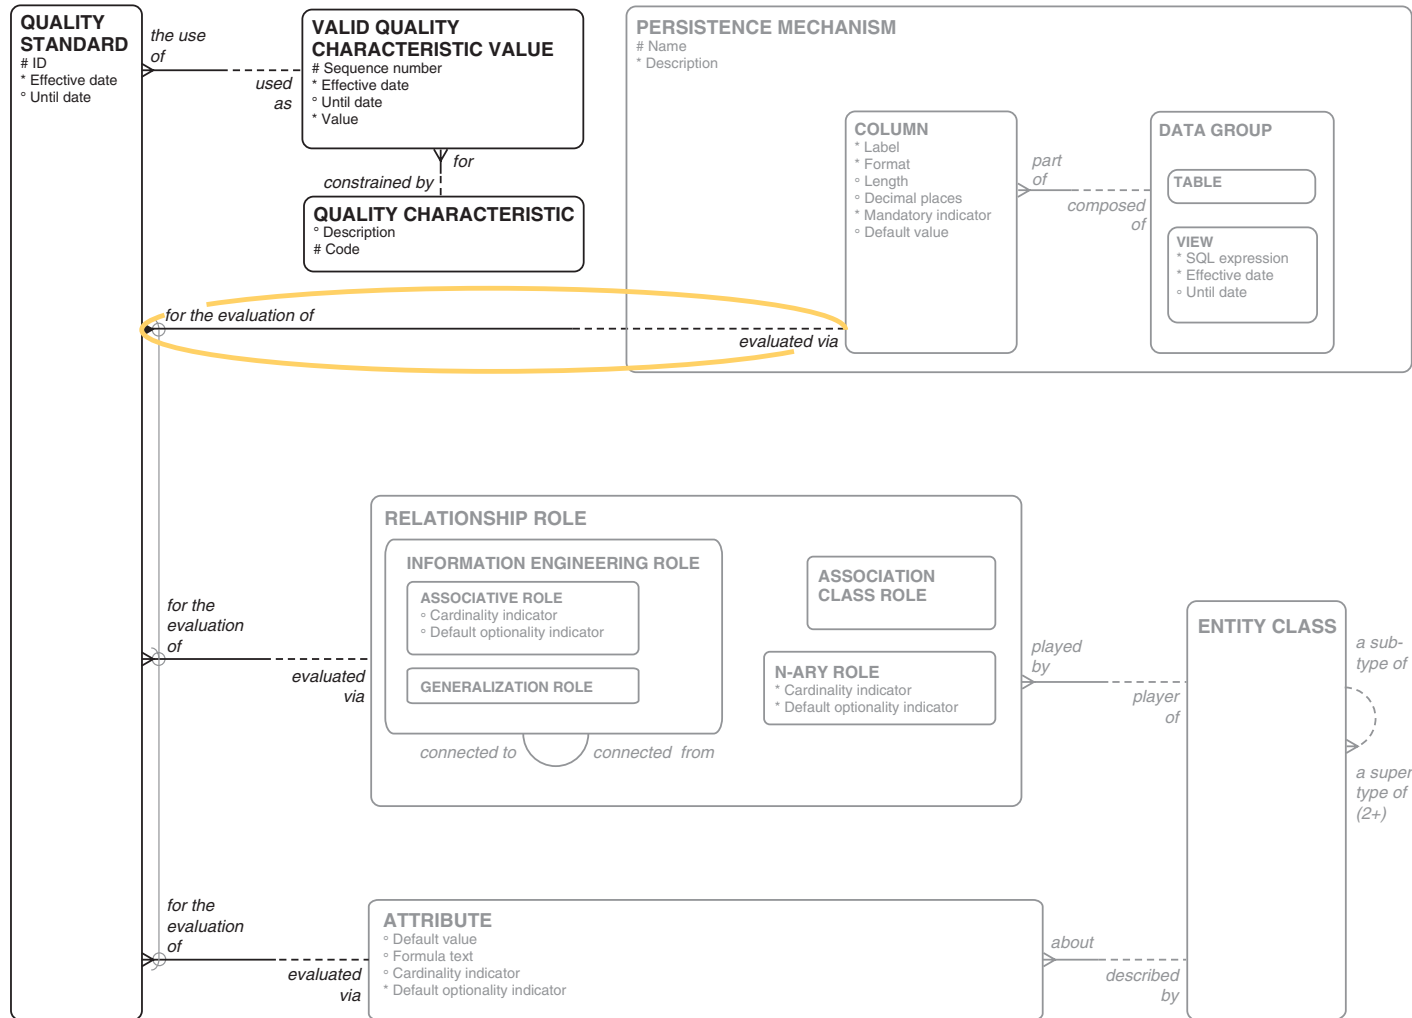 QUALITY
STANDARD
# ID
* Effective date
° Until date
the use
of
used
as
VALID QUALITY
CHARACTERISTIC VALUE
# Sequence number
* Effective date
° Until date
* Value
for
constrained by
QUALITY CHARACTERISTIC
° Description
# Code
PERSISTENCE MECHANISM
# Name
* Description
COLUMN
* Label
* Format
° Length
° Decimal places
* Mandatory indicator
° Default value
part
of
composed
of
DATA GROUP
TABLE
VIEW
* SQL expression
* Effective date
° Until date
for the evaluation of
evaluated via
RELATIONSHIP ROLE
INFORMATION ENGINEERING ROLE
ASSOCIATIVE ROLE
° Cardinality indicator
° Default optionality indicator
GENERALIZATION ROLE
connected to
connected from
ASSOCIATION
CLASS ROLE
N-ARY ROLE
* Cardinality indicator
* Default optionality indicator
for the
evaluation
of
evaluated
via
played
by
player
of
ENTITY CLASS
a sub-
type of
a super
type of
(2+)
for the
evaluation
of
evaluated
via
ATTRIBUTE
° Default value
° Formula text
° Cardinality indicator
* Default optionality indicator
about
described
by